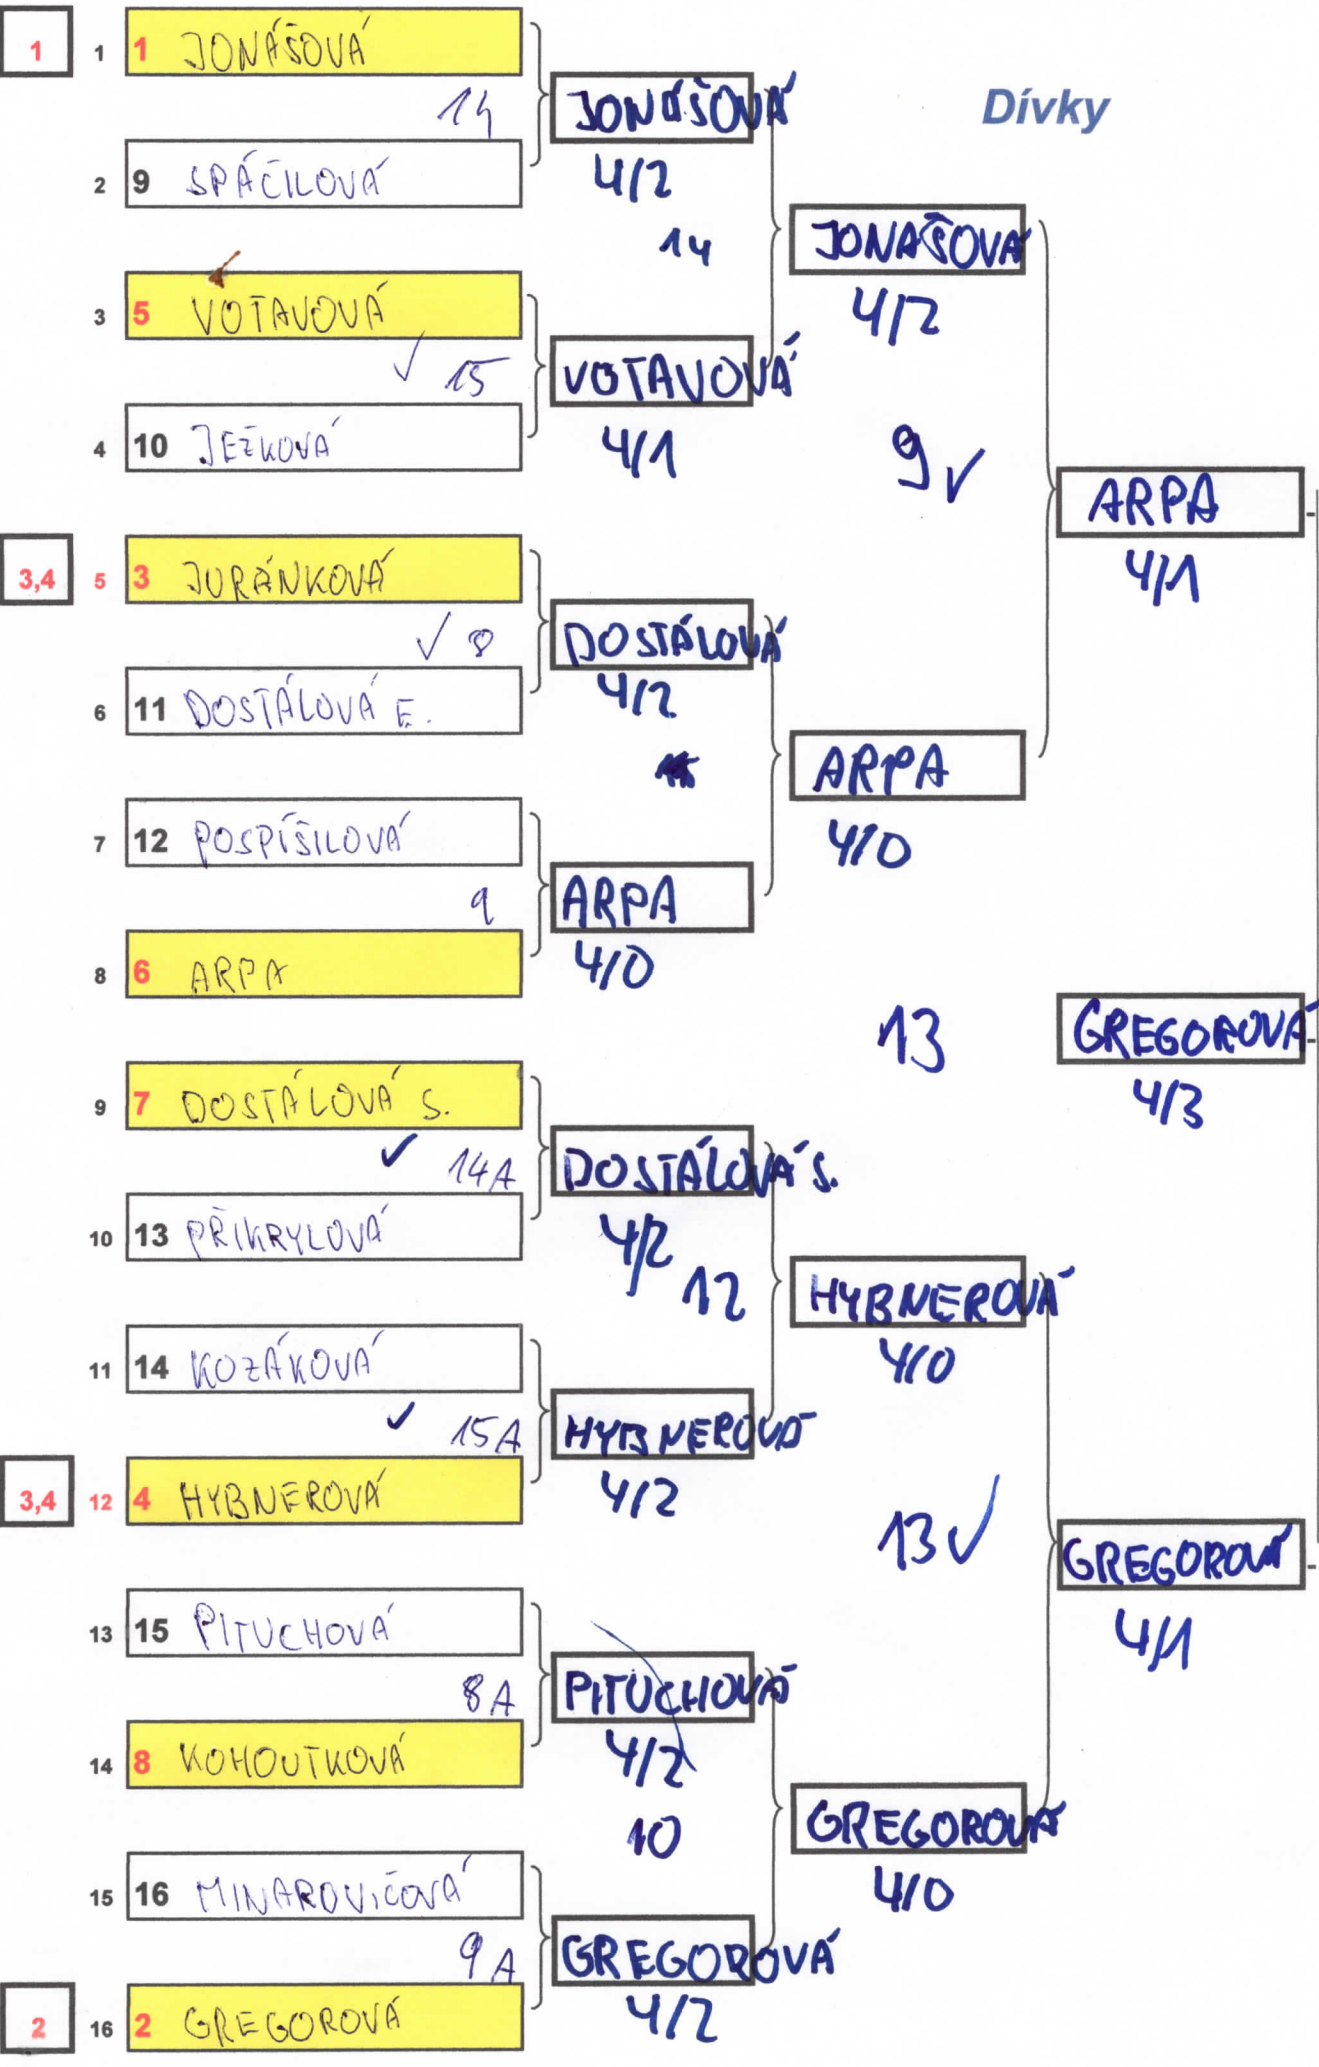 1 1 1 JONÁŠOVÁ
14
JONÁŠOVÁ
Dívky
2 9 SPÁČILOVÁ
4/2
14
JONAŠOVÁ
3 5 VOTAVOVÁ
4/2
✓ 15
VOTAVOVÁ
4 10 JEŽKOVÁ
4/1
9 ✓
ARPA
4/1
3,4 5 3 JURÁNKOVÁ
✓ 8
DOSTÁLOVÁ
6 11 DOSTÁLOVÁ E.
4/2
ARPA
7 12 POSPÍŠILOVÁ
4/0
9
ARPA
8 6 ARPA
4/0
13
GREGOROVÁ
4/3
9 7 DOSTÁLOVÁ S.
✓ 14A
DOSTÁLOVÁ S.
10 13 PŘIKRYLOVÁ
4/2
12
HYBNEROVÁ
11 14 KOZÁKOVÁ
4/0
✓ 15A
HYBNEROVÁ
3,4 12 4 HYBNEROVÁ
4/2
13 ✓
GREGOROVÁ
4/1
13 15 PITUCHOVÁ
8A
PITUCHOVÁ
14 8 KOHOUTKOVÁ
4/2
10
GREGOROVÁ
15 16 MINAROVIČOVÁ
4/0
9A
GREGOROVÁ
2 16 2 GREGOROVÁ
4/2